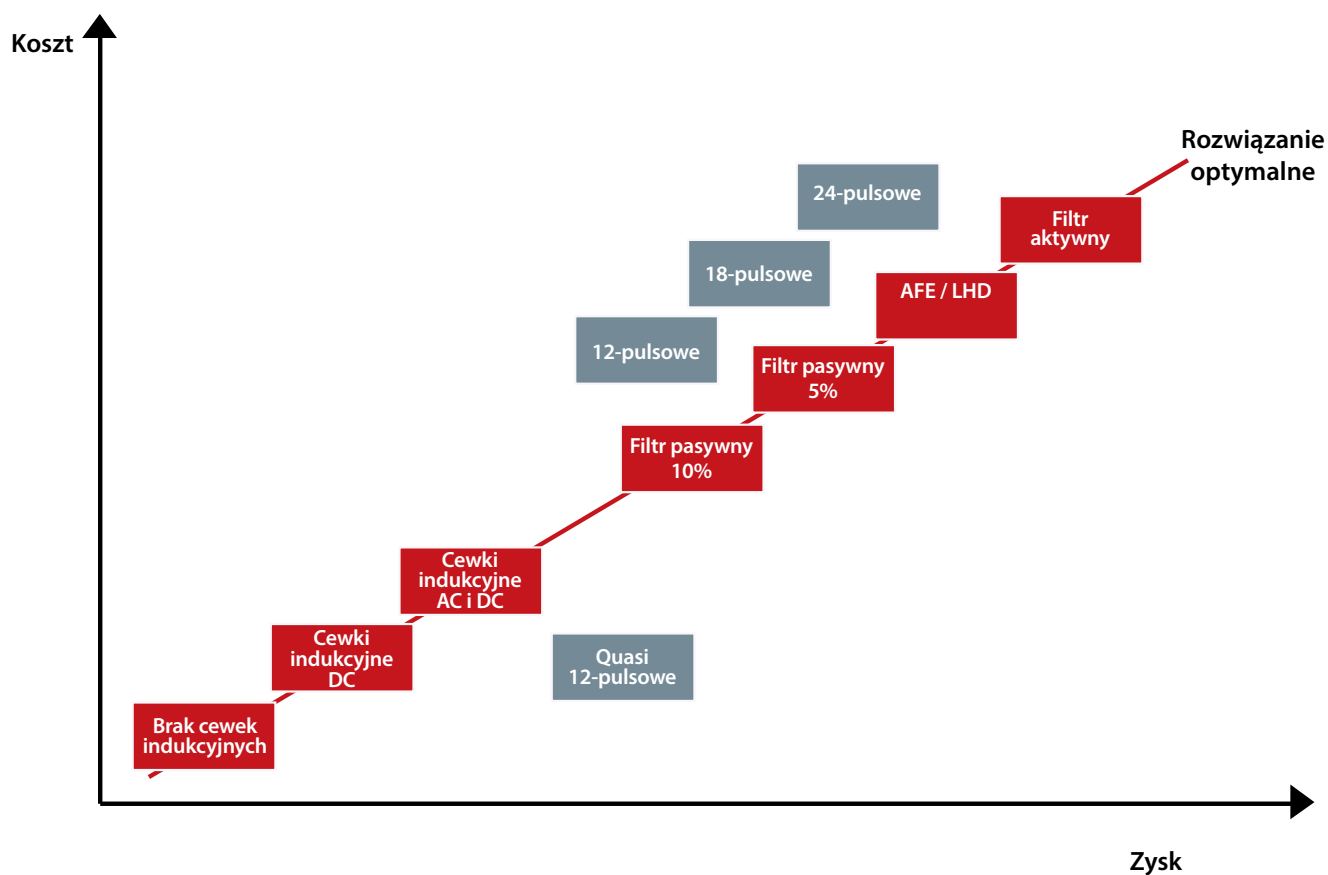 Koszt
Rozwiązanie
optymalne
24-pulsowe
Filtr
aktywny
18-pulsowe
AFE / LHD
12-pulsowe
Filtr pasywny
5%
Filtr pasywny
10%
Cewki
indukcyjne
AC i DC
Cewki
indukcyjne
DC
Quasi
12-pulsowe
Brak cewek
indukcyjnych
Zysk